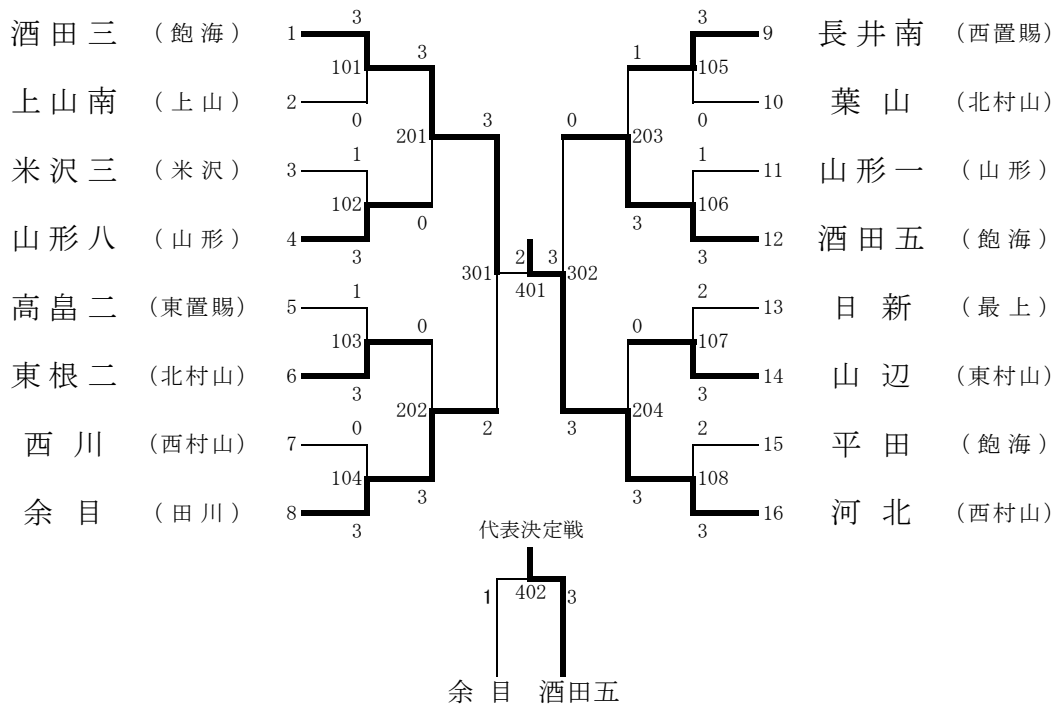 3 3
酒田三 (飽海) 1 9 長井南 (西置賜)
3 1
101 105
上山南 (上山) 2 10 葉山 (北村山)
0 3 0 0
201 203
1 1
米沢三 (米沢) 3 11 山形一 (山形)
102 106
0 3
山形八 (山形) 4 12 酒田五 (飽海)
3 2 3 3
301 302
401
1 2
高畠二 (東置賜) 5 13 日新 (最上)
0 0
103 107
東根二 (北村山) 6 14 山辺 (東村山)
3 3
202 204
0 2 3 2
西川 (西村山) 7 15 平田 (飽海)
104 108
3 3
余目 (田川) 8 16 河北 (西村山)
3 3
代表決定戦
1 402 3
余目 酒田五